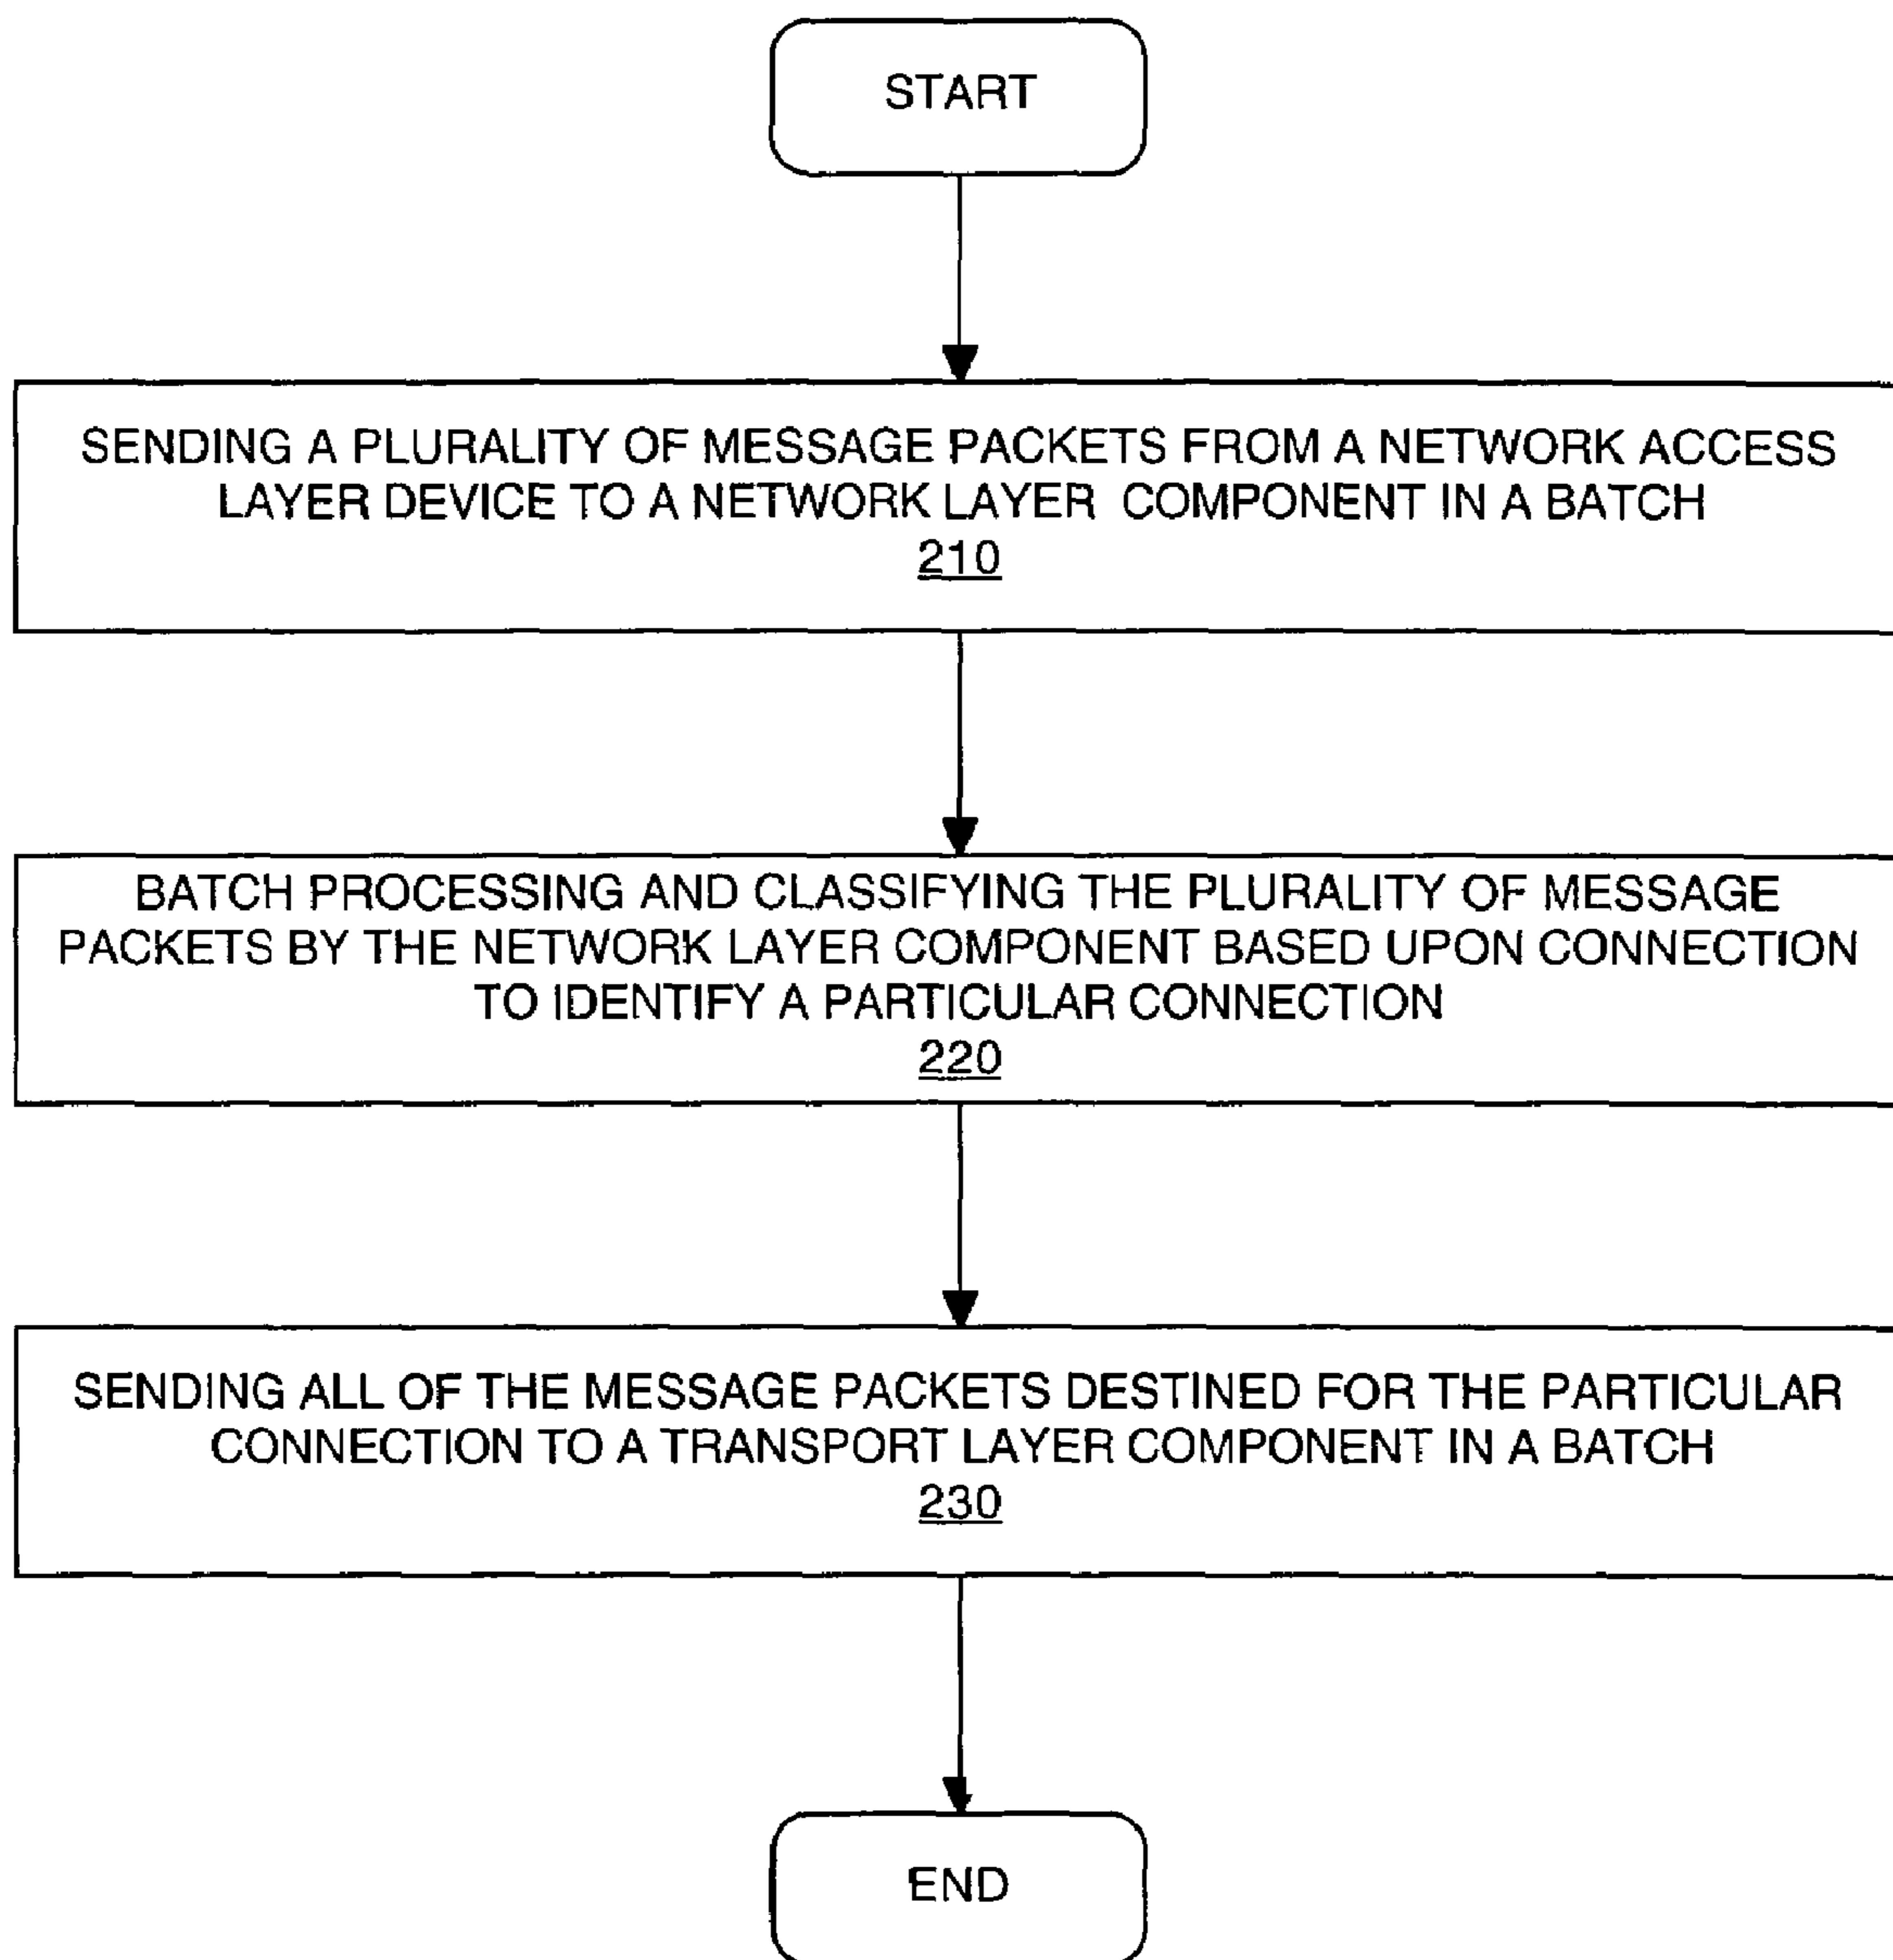 START
SENDING A PLURALITY OF MESSAGE PACKETS FROM A NETWORK ACCESS
LAYER DEVICE TO A NETWORK LAYER COMPONENT IN A BATCH
210
BATCH PROCESSING AND CLASSIFYING THE PLURALITY OF MESSAGE
PACKETS BY THE NETWORK LAYER COMPONENT BASED UPON CONNECTION
TO IDENTIFY A PARTICULAR CONNECTION
220
SENDING ALL OF THE MESSAGE PACKETS DESTINED FOR THE PARTICULAR
CONNECTION TO A TRANSPORT LAYER COMPONENT IN A BATCH
230
END